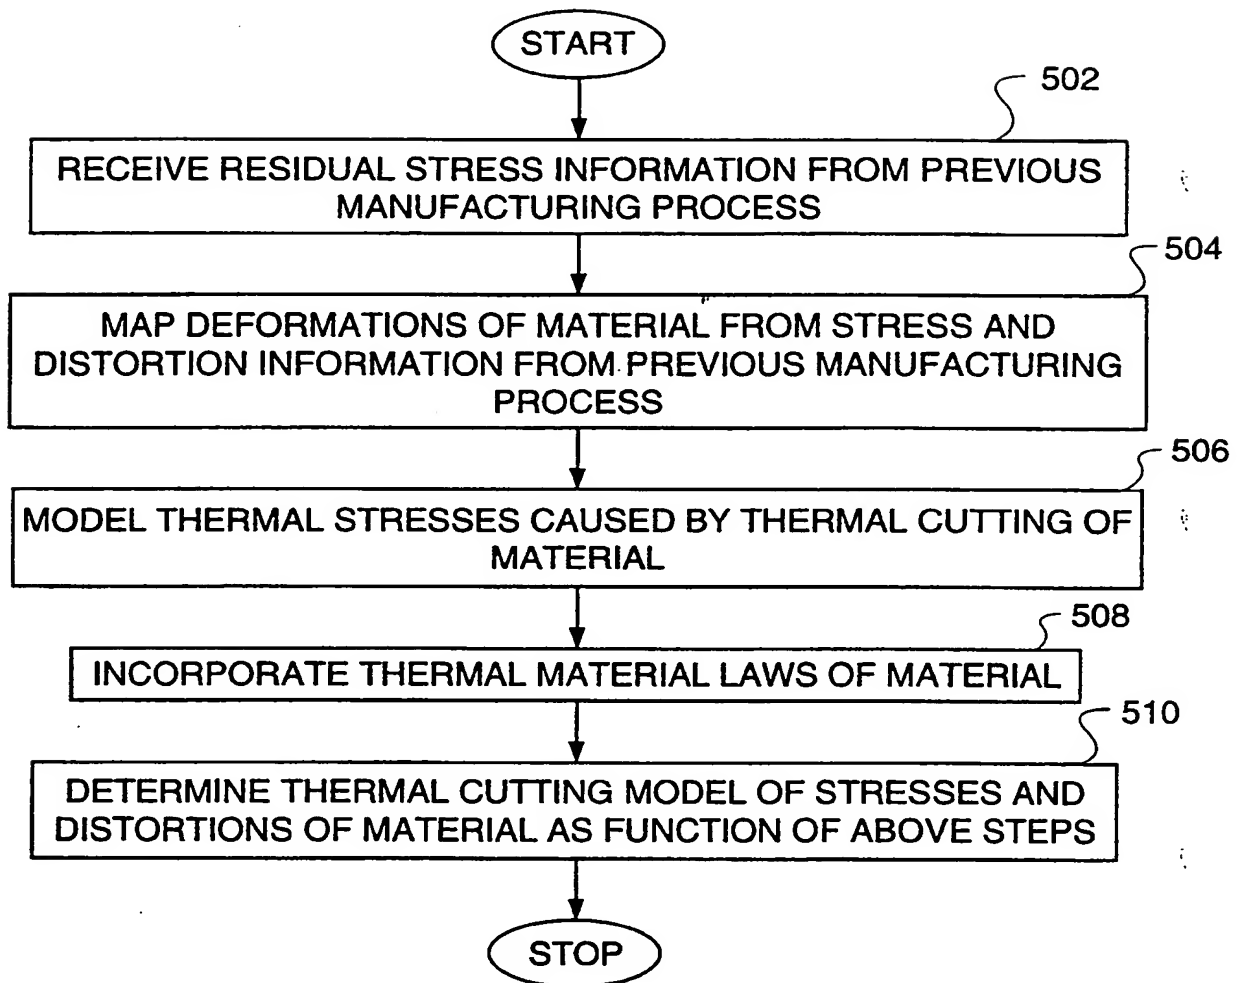 START
502
RECEIVE RESIDUAL STRESS INFORMATION FROM PREVIOUS
MANUFACTURING PROCESS
504
MAP DEFORMATIONS OF MATERIAL FROM STRESS AND
DISTORTION INFORMATION FROM PREVIOUS MANUFACTURING
PROCESS
506
MODEL THERMAL STRESSES CAUSED BY THERMAL CUTTING OF
MATERIAL
508
INCORPORATE THERMAL MATERIAL LAWS OF MATERIAL
510
DETERMINE THERMAL CUTTING MODEL OF STRESSES AND
DISTORTIONS OF MATERIAL AS FUNCTION OF ABOVE STEPS
STOP